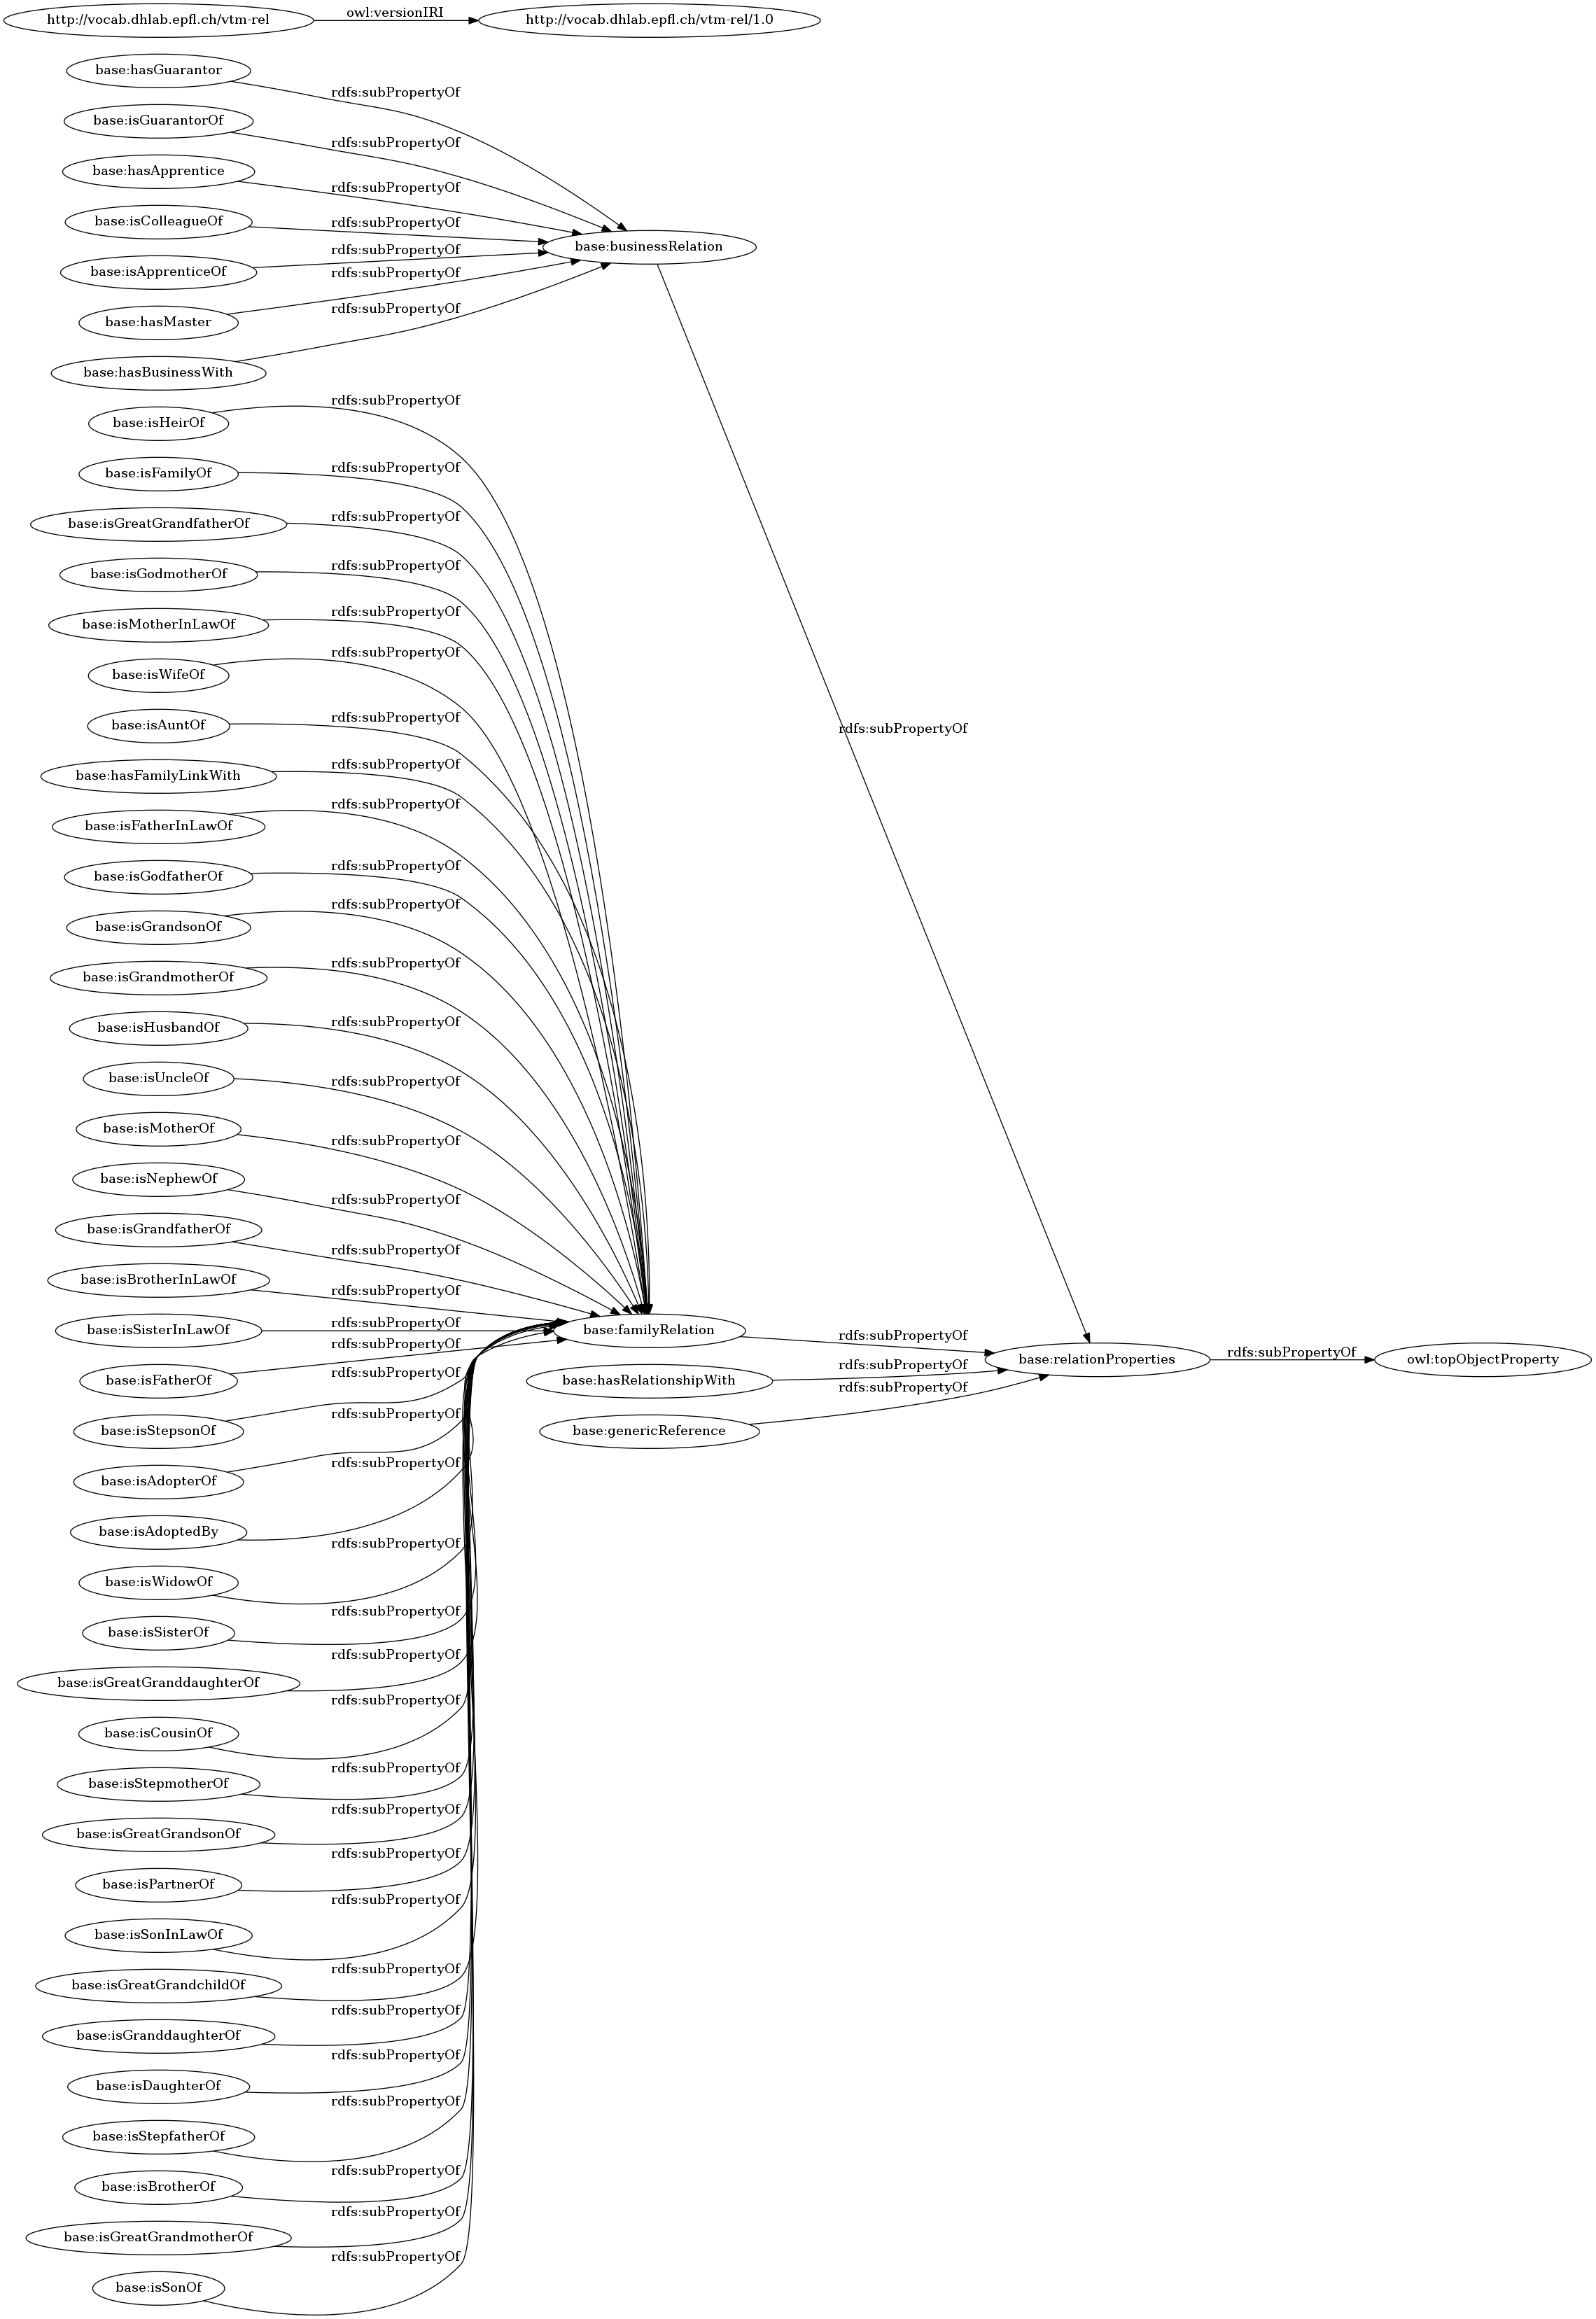 http://vocab.dhlab.epfl.ch/vtm-rel
owl:versionIRI
http://vocab.dhlab.epfl.ch/vtm-rel/1.0
base:hasGuarantor
rdfs:subPropertyOf
base:isGuarantorOf
rdfs:subPropertyOf
base:hasApprentice
rdfs:subPropertyOf
base:isColleagueOf
rdfs:subPropertyOf
base:businessRelation
base:isApprenticeOf
rdfs:subPropertyOf
base:hasMaster
rdfs:subPropertyOf
base:hasBusinessWith
rdfs:subPropertyOf
base:isHeirOf
rdfs:subPropertyOf
base:isFamilyOf
rdfs:subPropertyOf
base:isGreatGrandfatherOf
rdfs:subPropertyOf
base:isGodmotherOf
rdfs:subPropertyOf
base:isMotherInLawOf
rdfs:subPropertyOf
base:isWifeOf
rdfs:subPropertyOf
base:isAuntOf
rdfs:subPropertyOf
rdfs:subPropertyOf
base:hasFamilyLinkWith
rdfs:subPropertyOf
base:isFatherInLawOf
rdfs:subPropertyOf
base:isGodfatherOf
rdfs:subPropertyOf
base:isGrandsonOf
rdfs:subPropertyOf
base:isGrandmotherOf
rdfs:subPropertyOf
base:isHusbandOf
rdfs:subPropertyOf
base:isUncleOf
rdfs:subPropertyOf
base:isMotherOf
rdfs:subPropertyOf
base:isNephewOf
rdfs:subPropertyOf
base:isGrandfatherOf
rdfs:subPropertyOf
base:isBrotherInLawOf
rdfs:subPropertyOf
base:isSisterInLawOf
rdfs:subPropertyOf
base:familyRelation
rdfs:subPropertyOf
base:relationProperties
rdfs:subPropertyOf
owl:topObjectProperty
base:isFatherOf
rdfs:subPropertyOf
base:hasRelationshipWith
rdfs:subPropertyOf
base:isStepsonOf
rdfs:subPropertyOf
base:genericReference
rdfs:subPropertyOf
base:isAdopterOf
rdfs:subPropertyOf
base:isAdoptedBy
rdfs:subPropertyOf
base:isWidowOf
rdfs:subPropertyOf
base:isSisterOf
rdfs:subPropertyOf
base:isGreatGranddaughterOf
rdfs:subPropertyOf
base:isCousinOf
rdfs:subPropertyOf
base:isStepmotherOf
rdfs:subPropertyOf
base:isGreatGrandsonOf
rdfs:subPropertyOf
base:isPartnerOf
rdfs:subPropertyOf
base:isSonInLawOf
rdfs:subPropertyOf
base:isGreatGrandchildOf
rdfs:subPropertyOf
base:isGranddaughterOf
rdfs:subPropertyOf
base:isDaughterOf
rdfs:subPropertyOf
base:isStepfatherOf
rdfs:subPropertyOf
base:isBrotherOf
rdfs:subPropertyOf
base:isGreatGrandmotherOf
rdfs:subPropertyOf
base:isSonOf
rdfs:subPropertyOf